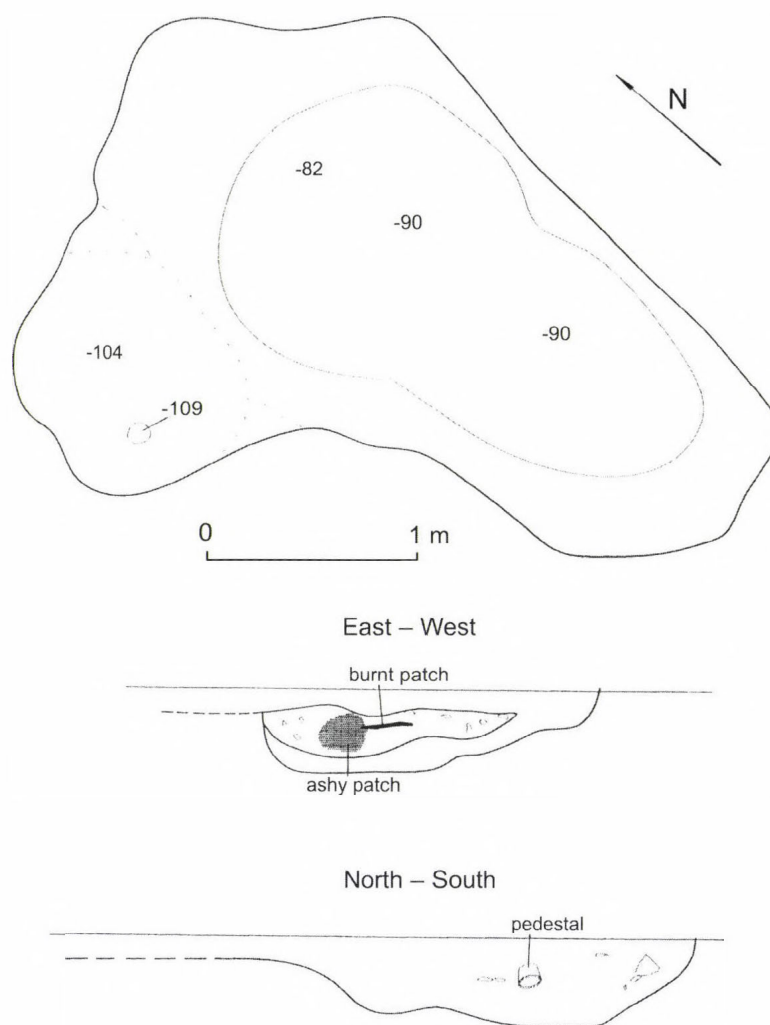 N
-82
-90
-90
-104
-109
0 1 m
East – West
burnt patch
ashy patch
North – South
pedestal